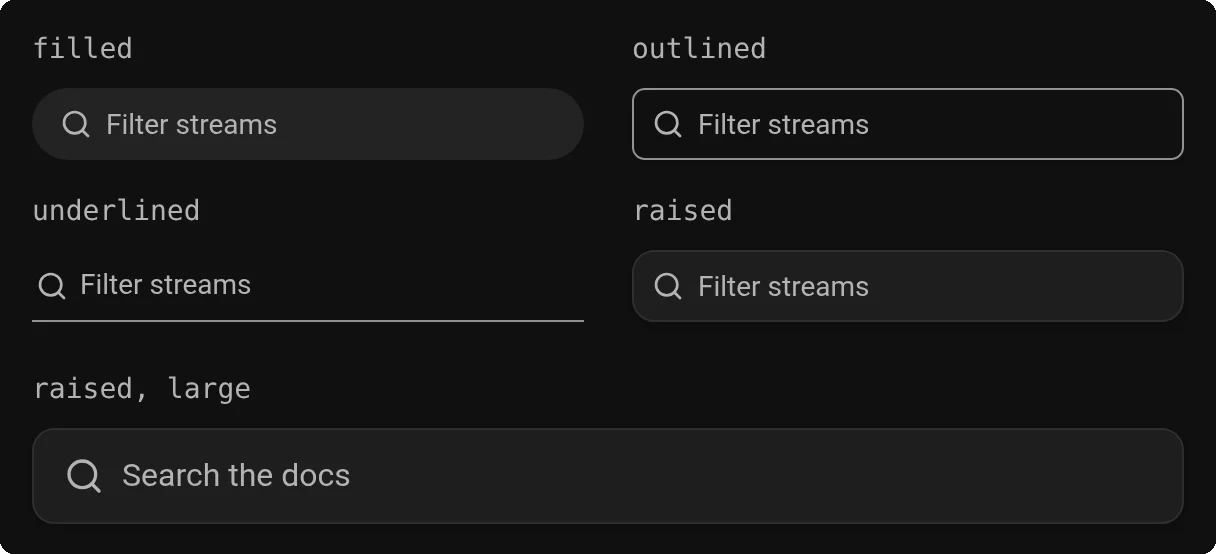 filled
outlined
Filter streams
Filter streams
underlined
raised
Filter streams
Filter streams
raised, large
Search the docs